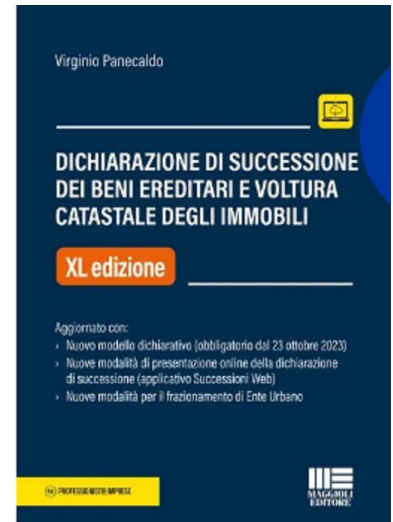 Virginio Panecaldo
DICHIARAZIONE DI SUCCESSIONE
DEI BENI EREDITARI E VOLTURA
CATASTALE DEGLI IMMOBILI
XL edizione
Aggiornato con:
› Nuovo modello dichiarativo (obbligatorio dal 23 ottobre 2023)
› Nuove modalità di presentazione online della dichiarazione
di successione (applicativo Successioni Web)
› Nuove modalità per il frazionamento di Ente Urbano
PROFESSIONISTI E IMPRESE
MAGGIOLI
EDITORE